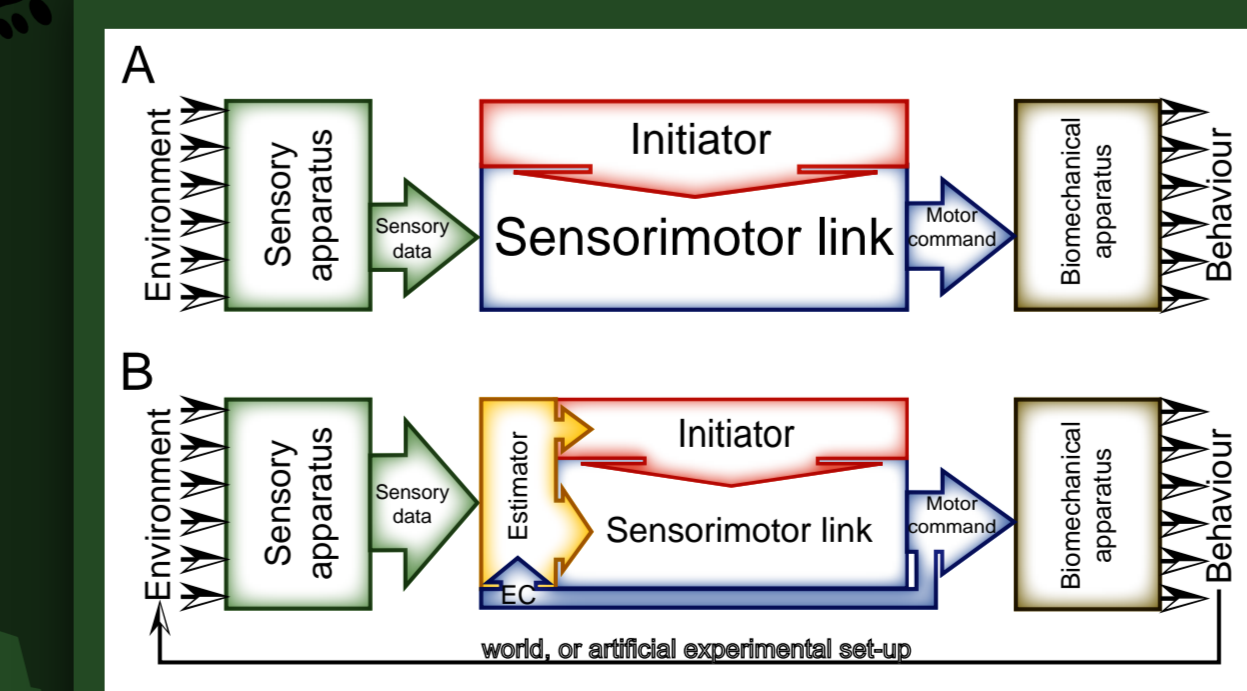 A
Environment
Sensory
apparatus
Sensory
data
Initiator
Sensorimotor link
Motor
command
Biomechanical
apparatus
Behaviour
B
Environment
Sensory
apparatus
Sensory
data
Estimator
EC
Initiator
Sensorimotor link
Motor
command
Biomechanical
apparatus
Behaviour
world, or artificial experimental set-up